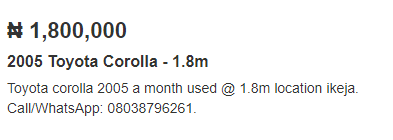 ₦ 1,800,000
2005 Toyota Corolla - 1.8m
Toyota corolla 2005 a month used @ 1.8m location ikeja.
Call/WhatsApp: 08038796261.